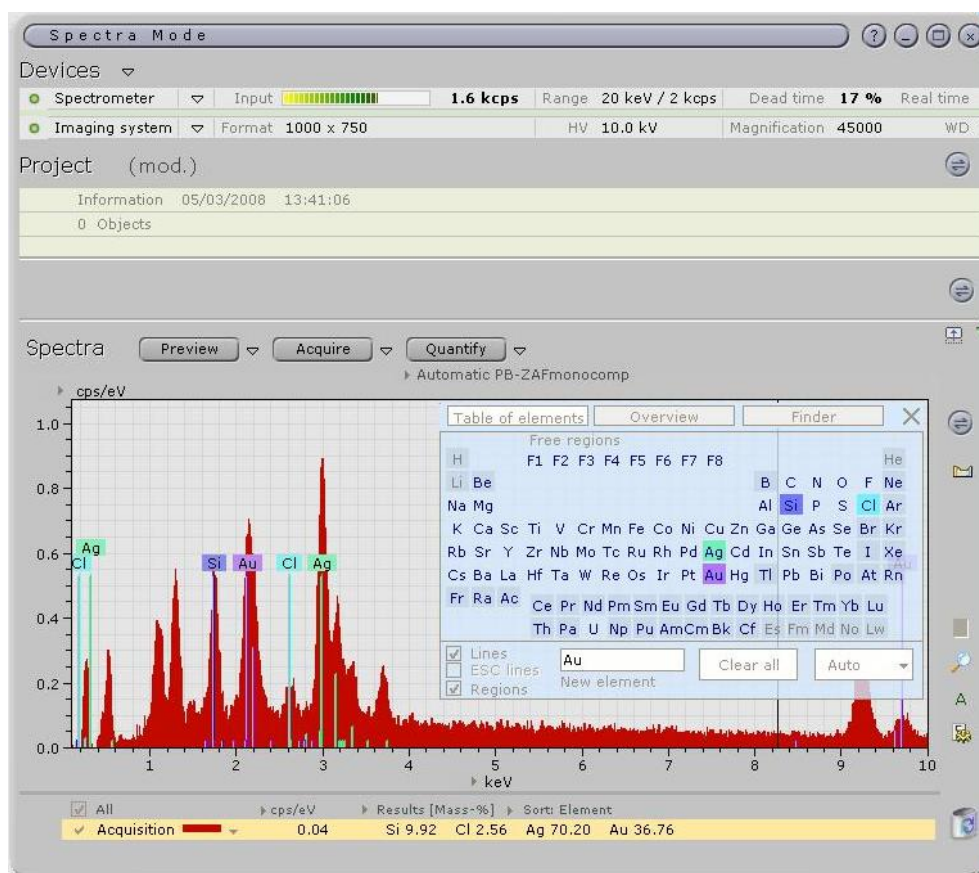 Spectra Mode ?
Devices
Spectrometer Input 1.6 kcps Range 20 keV / 2 kcps Dead time 17 % Real time
Imaging system Format 1000 x 750 HV 10.0 kV Magnification 45000 WD
Project (mod.)
Information 05/03/2008 13:41:06
0 Objects
Spectra Preview Acquire Quantify
Automatic PB-ZAFmonocomp
cps/eV
Table of elements Overview Finder
Free regions
H F1 F2 F3 F4 F5 F6 F7 F8 He
Li Be B C N O F Ne
Na Mg Al Si P S Cl Ar
K Ca Sc Ti V Cr Mn Fe Co Ni Cu Zn Ga Ge As Se Br Kr
Rb Sr Y Zr Nb Mo Tc Ru Rh Pd Ag Cd In Sn Sb Te I Xe
Cs Ba La Hf Ta W Re Os Ir Pt Au Hg Tl Pb Bi Po At Rn
Fr Ra Ac Ce Pr Nd Pm Sm Eu Gd Tb Dy Ho Er Tm Yb Lu
Th Pa U Np Pu Am Cm Bk Cf Es Fm Md No Lw
Lines
ESC lines
Regions
Au
New element
Clear all
Auto
1.0
0.8
0.6
0.4
0.2
0.0
Ag
Cl Si Au Cl Ag Au
1 2 3 4 5 6 7 8 9 10
keV
A
All cps/eV Results [Mass-%] Sort: Element
Acquisition 0.04 Si 9.92 Cl 2.56 Ag 70.20 Au 36.76